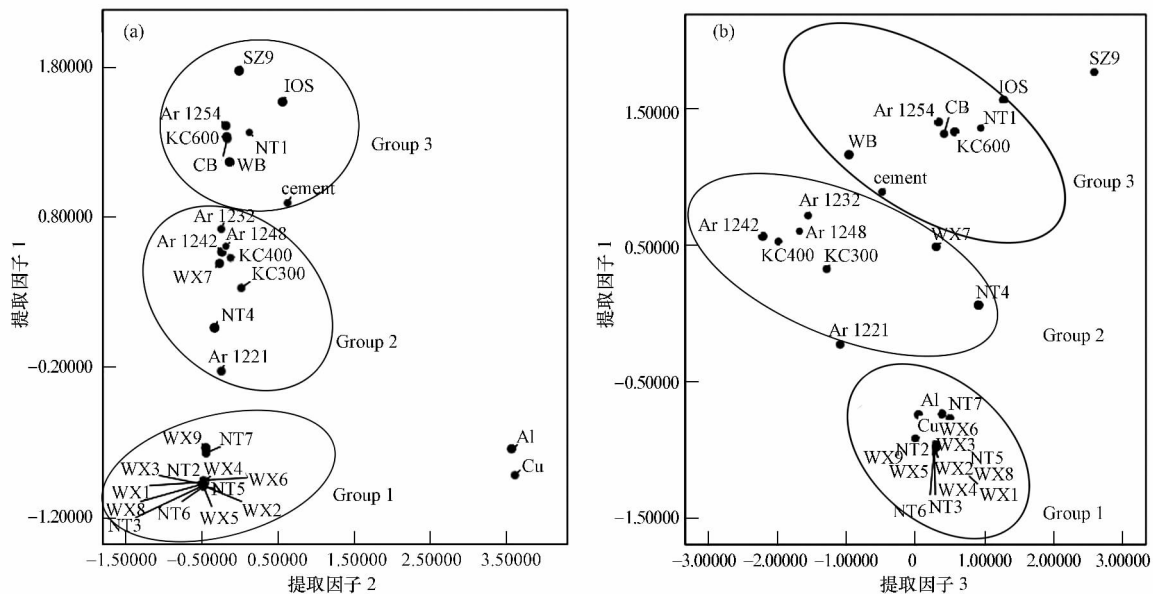 (a)
SZ9
IOS
Ar 1254
KC600
NT1
CB
WB
Group 3
cement
Ar 1232
Ar 1242
Ar 1248
KC400
WX7
KC300
NT4
Group 2
Ar 1221
WX9
NT7
WX3
NT2
WX4
WX6
WX1
NT5
WX8
NT3
NT6
WX5
WX2
Group 1
Al
Cu
1.80000
0.80000
−0.20000
−1.20000
提取因子 1
−1.50000
−0.50000
0.50000
1.50000
3.50000
提取因子 2
(b)
SZ9
IOS
CB
Ar 1254
NT1
KC600
WB
cement
Group 3
Ar 1232
Ar 1242
Ar 1248
WX7
KC400
KC300
NT4
Ar 1221
Group 2
Al
NT7
Cu
WX6
NT2
WX3
WX9
NT5
WX5
WX2
WX8
WX4
WX1
NT6
NT3
Group 1
1.50000
0.50000
−0.50000
−1.50000
提取因子 1
−3.00000
−2.00000
−1.00000
0
1.00000
2.00000
3.00000
提取因子 3